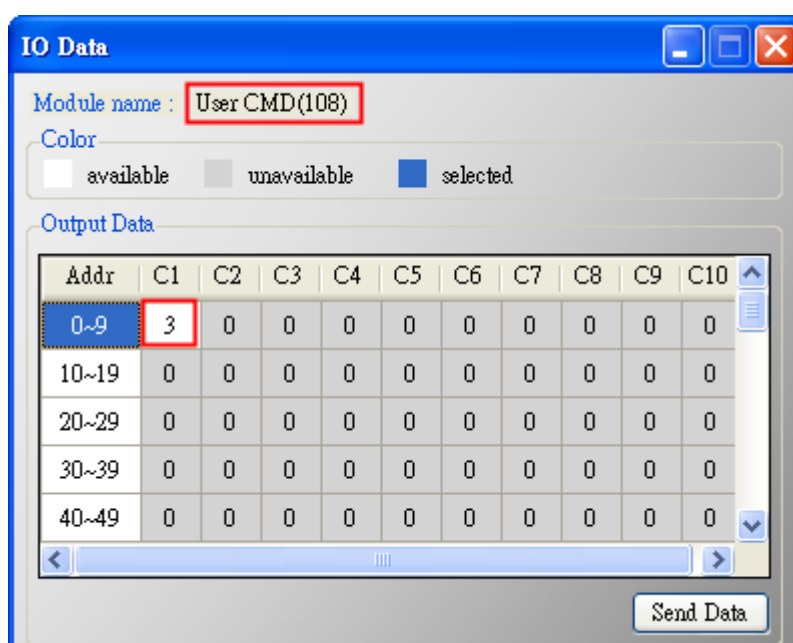 IO Data
Module name : User CMD(108)
Color
available unavailable selected
Output Data
Addr C1 C2 C3 C4 C5 C6 C7 C8 C9 C10
0~9 3 0 0 0 0 0 0 0 0 0
10~19 0 0 0 0 0 0 0 0 0 0
20~29 0 0 0 0 0 0 0 0 0 0
30~39 0 0 0 0 0 0 0 0 0 0
40~49 0 0 0 0 0 0 0 0 0 0
Send Data